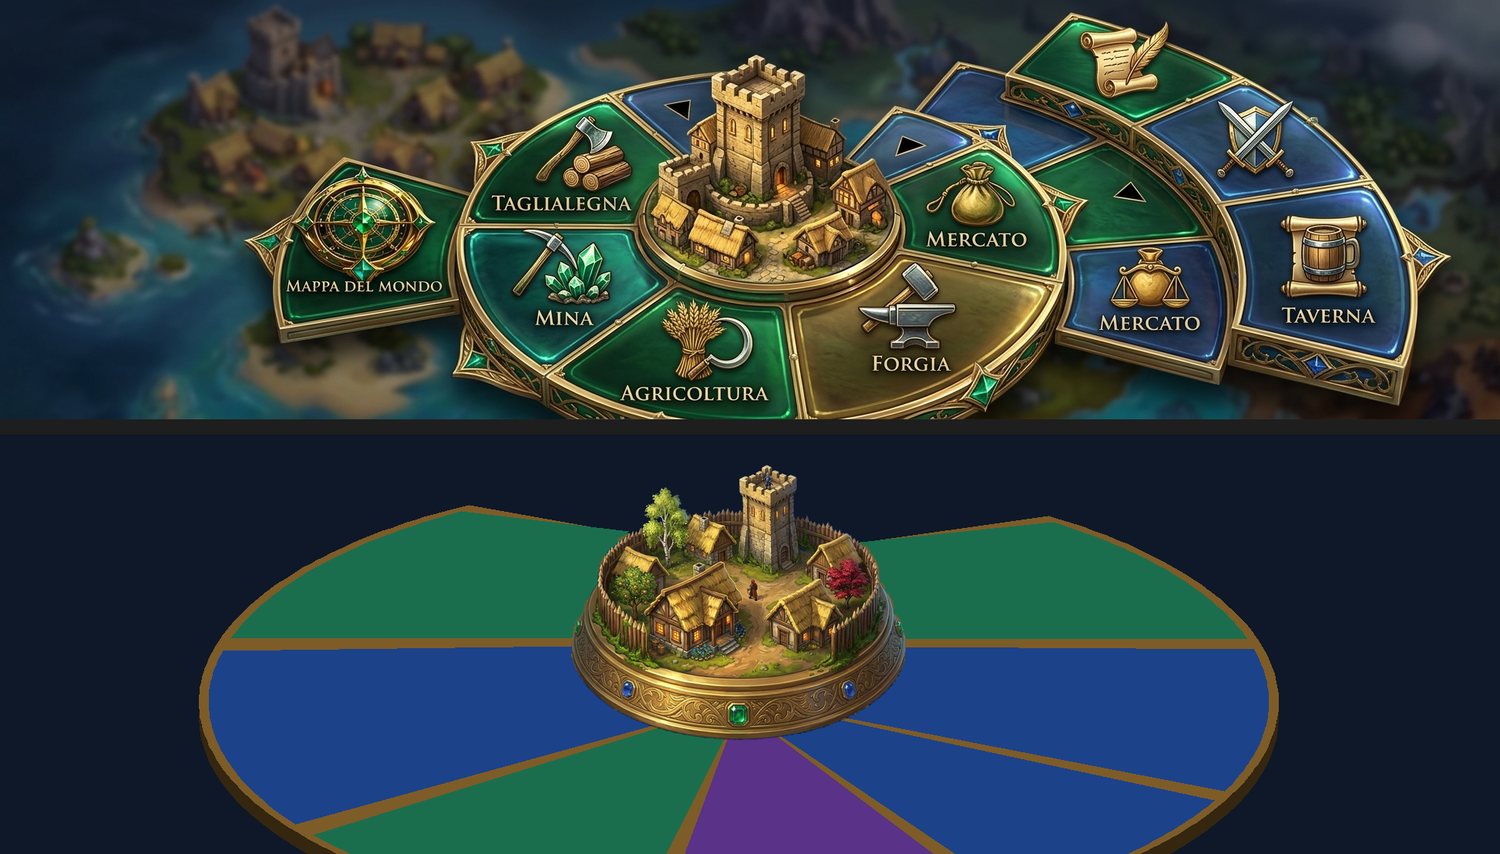 TAGLIALEGNA
MERCATO
MAPPA DEL MONDO
MINA
MERCATO
TAVERNA
FORGIA
AGRICOLTURA